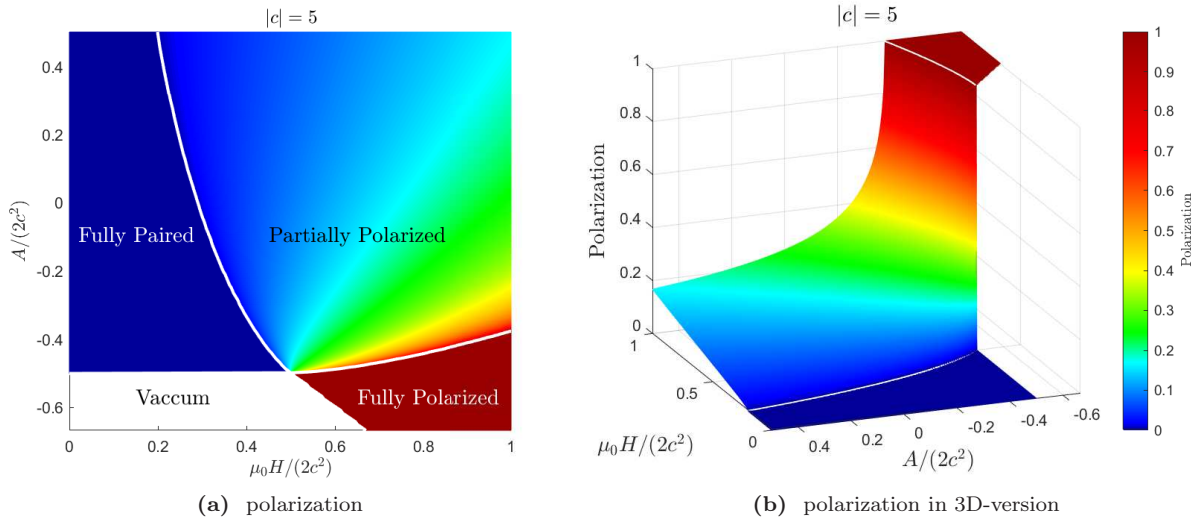 |c| = 5
0.4
0.2
0
-0.2
-0.4
-0.6
A/(2c²)
Fully Paired
Partially Polarized
Vaccum
Fully Polarized
0
0.2
0.4
0.6
0.8
1
μ₀H/(2c²)
(a) polarization
|c| = 5
1
0.8
0.6
0.4
0.2
0
Polarization
1
0.5
0
μ₀H/(2c²)
0.4
0.2
0
-0.2
-0.4
-0.6
A/(2c²)
1
0.9
0.8
0.7
0.6
0.5
0.4
0.3
0.2
0.1
0
Polarization
(b) polarization in 3D-version